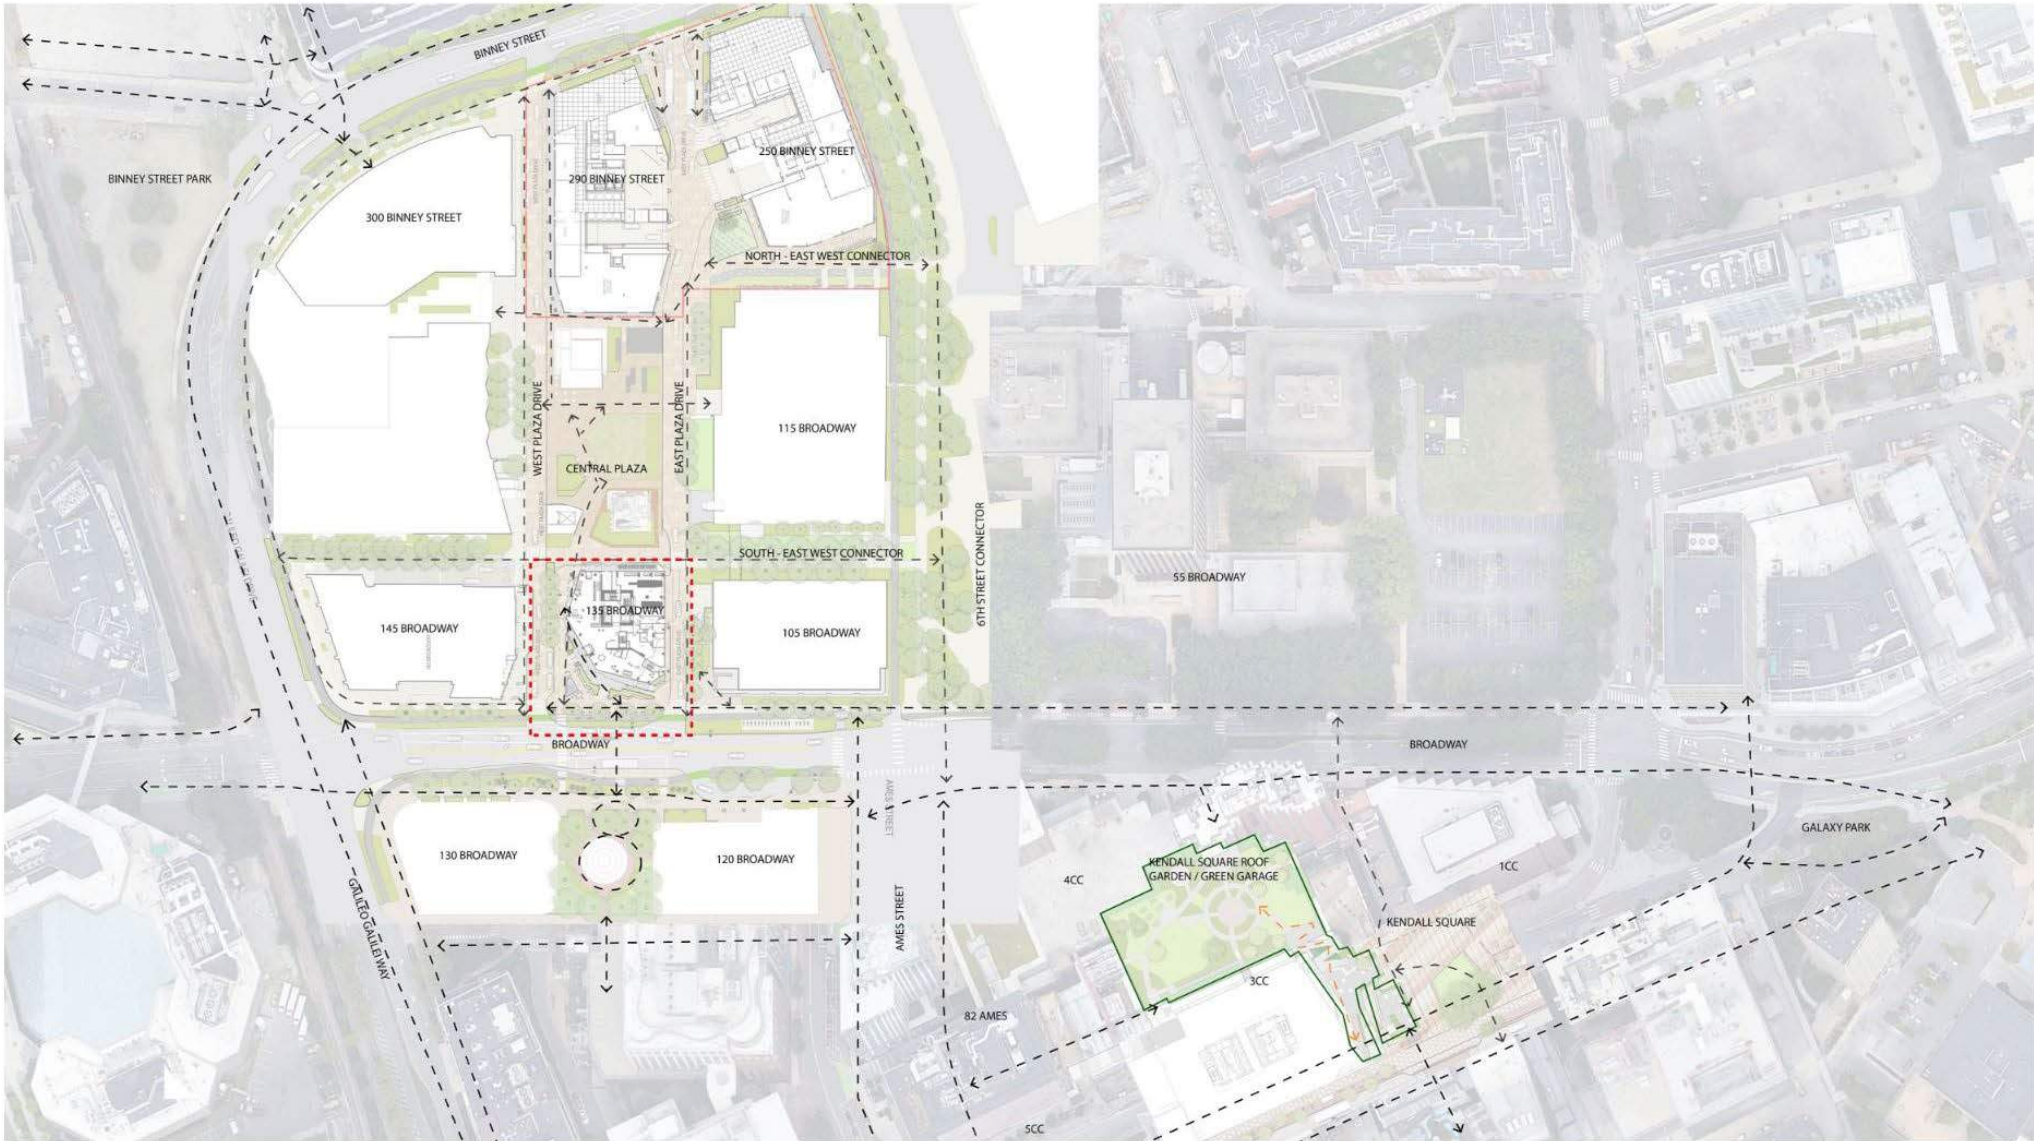 BINNEY STREET
BINNEY STREET PARK
300 BINNEY STREET
290 BINNEY STREET
250 BINNEY STREET
NORTH - EAST WEST CONNECTOR
WEST PLAZA DRIVE
EAST PLAZA DRIVE
115 BROADWAY
CENTRAL PLAZA
SOUTH - EAST WEST CONNECTOR
6TH STREET CONNECTOR
55 BROADWAY
145 BROADWAY
135 BROADWAY
105 BROADWAY
BROADWAY
BROADWAY
AMES STREET
130 BROADWAY
120 BROADWAY
GALILEO GALILEI WAY
AMES STREET
4CC
KENDALL SQUARE ROOF
GARDEN / GREEN GARAGE
1CC
GALAXY PARK
KENDALL SQUARE
3CC
82 AMES
5CC